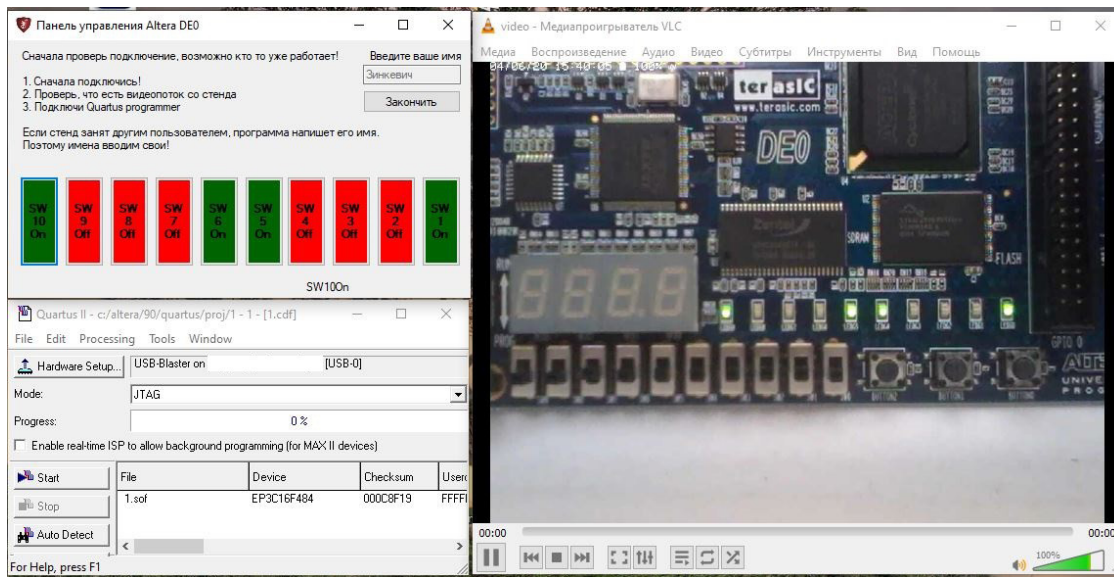 Панель управления Altera DE0
Сначала проверь подключение, возможно кто то уже работает!
Введите ваше имя
1. Сначала подключись!
2. Проверь, что есть видеопоток со стенда
3. Подключи Quartus programmer
Зинкевич
Закончить
Если стенд занят другим пользователем, программа напишет его имя.
Поэтому имена вводим свои!
SW 10 On
SW 9 Off
SW 8 Off
SW 7 Off
SW 6 On
SW 5 On
SW 4 Off
SW 3 Off
SW 2 Off
SW 1 On
SW10On
Quartus II - c:/altera/90/quartus/proj/1 - 1 - [1.cdf]
File Edit Processing Tools Window
Hardware Setup...
USB-Blaster on [USB-0]
Mode:
JTAG
Progress:
0 %
Enable real-time ISP to allow background programming (for MAX II devices)
Start
Stop
Auto Detect
File Device Checksum
1.sof EP3C16F484 000C8F19
For Help, press F1
video - Медиапроигрыватель VLC
Медиа Воспроизведение Аудио Видео Субтитры Инструменты Вид Помощь
terasIC
www.terasic.com
DE0
SDRAM
FLASH
GPIO 0
BUTTON2
00:00
00:00
100%